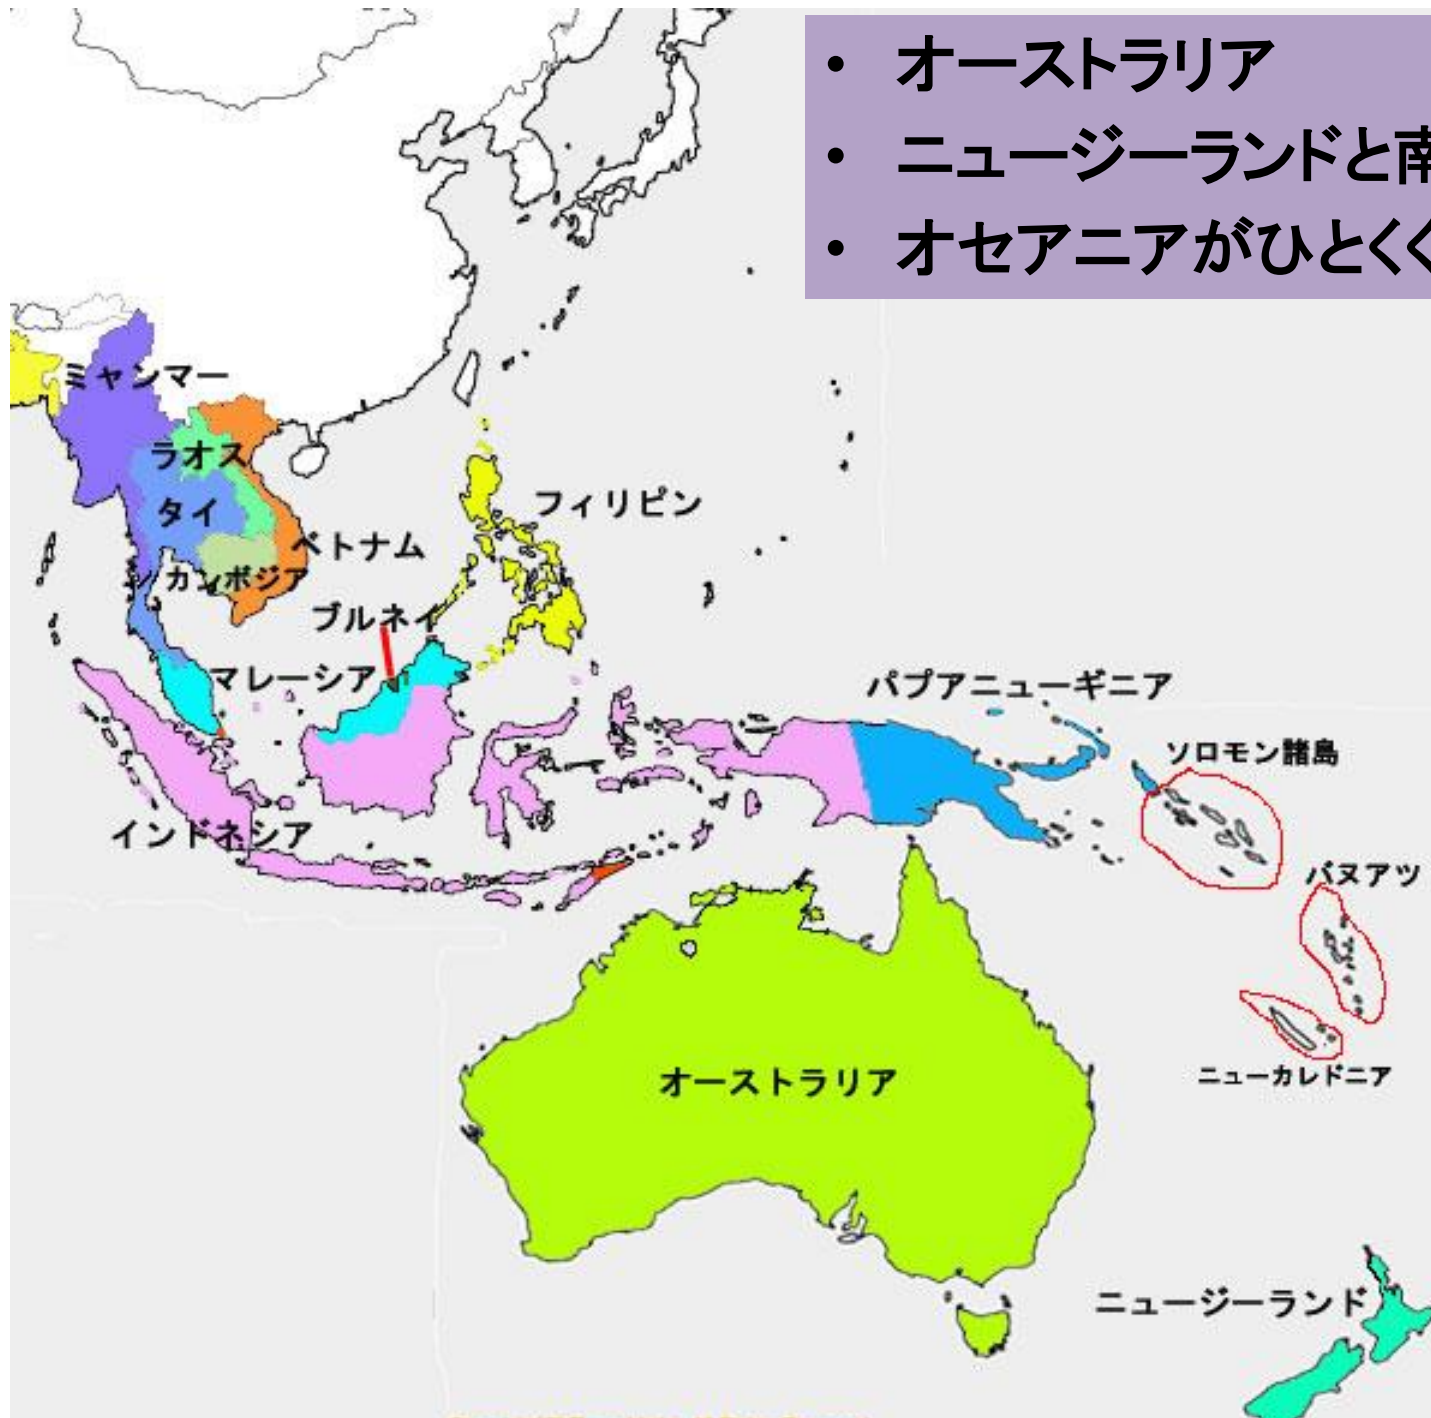 • オーストラリア
• ニュージーランドと南
• オセアニアがひとくく
ミャンマー
ラオス
タイ
フィリピン
ベトナム
カンボジア
ブルネイ
マレーシア
パプアニューギニア
ソロモン諸島
インドネシア
バヌアツ
ニューカレドニア
オーストラリア
ニュージーランド